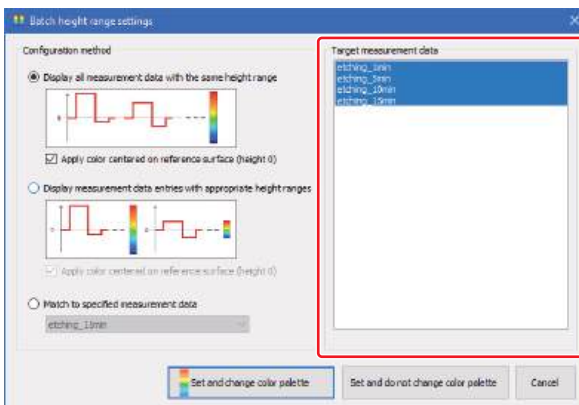 Batch height range settings
Configuration method
Display all measurement data with the same height range
0
Apply color centered on reference surface (height 0)
Display measurement data entries with appropriate height ranges
0
0
Apply color centered on reference surface (height 0)
Match to specified measurement data
Target measurement data
etching_1min
etching_5min
etching_10min
etching_15min
Set and change color palette
Set and do not change color palette
Cancel